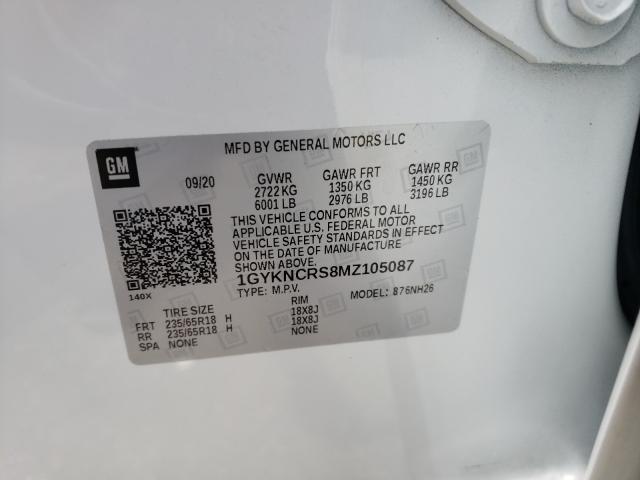 MFD BY GENERAL MOTORS LLC
GM
09/20 GVWR GAWR FRT GAWR RR
2722 KG 1350 KG 1450 KG
6001 LB 2976 LB 3196 LB
THIS VEHICLE CONFORMS TO ALL
APPLICABLE U.S. FEDERAL MOTOR
VEHICLE SAFETY STANDARDS IN EFFECT
ON THE DATE OF MANUFACTURE
140X
1GYKNCRS8MZ105087
TYPE: M.P.V. MODEL: 876NH26
TIRE SIZE RIM
FRT 235/65R18 H 18X8J
RR 235/65R18 H 18X8J
SPA NONE NONE